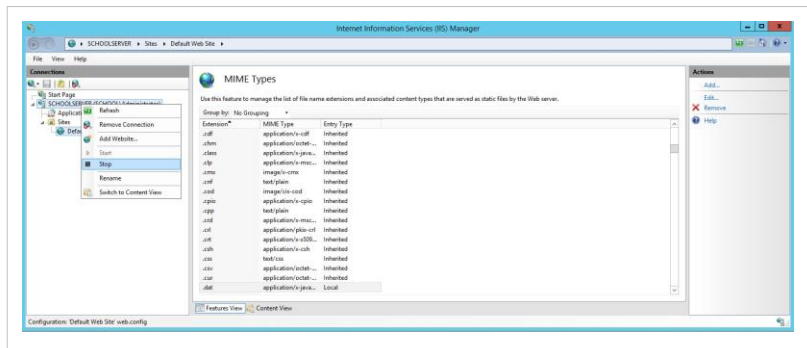 Internet Information Services (IIS) Manager
SCHOOLSERVER ▸ Sites ▸ Default Web Site ▸
File View Help
Connections
Start Page
SCHOOLSERVER (SCHOOL\Administrator)
Applicati
Sites
Defau
Refresh
Remove Connection
Add Website...
Start
Stop
Rename
Switch to Content View
MIME Types
Use this feature to manage the list of file name extensions and associated content types that are served as static files by the Web server.
Group by: No Grouping
Extension MIME Type Entry Type
.cdf application/x-cdf Inherited
.chm application/octet-... Inherited
.class application/x-java... Inherited
.clp application/x-msc... Inherited
.cmx image/x-cmx Inherited
.cnf text/plain Inherited
.cod image/cis-cod Inherited
.cpio application/x-cpio Inherited
.cpp text/plain Inherited
.crd application/x-msc... Inherited
.crl application/pkix-crl Inherited
.crt application/x-x509... Inherited
.csh application/x-csh Inherited
.css text/css Inherited
.csv application/octet-... Inherited
.cur application/octet-... Inherited
.dat application/x-java... Local
Features View Content View
Actions
Add...
Edit...
Remove
Help
Configuration: 'Default Web Site' web.config